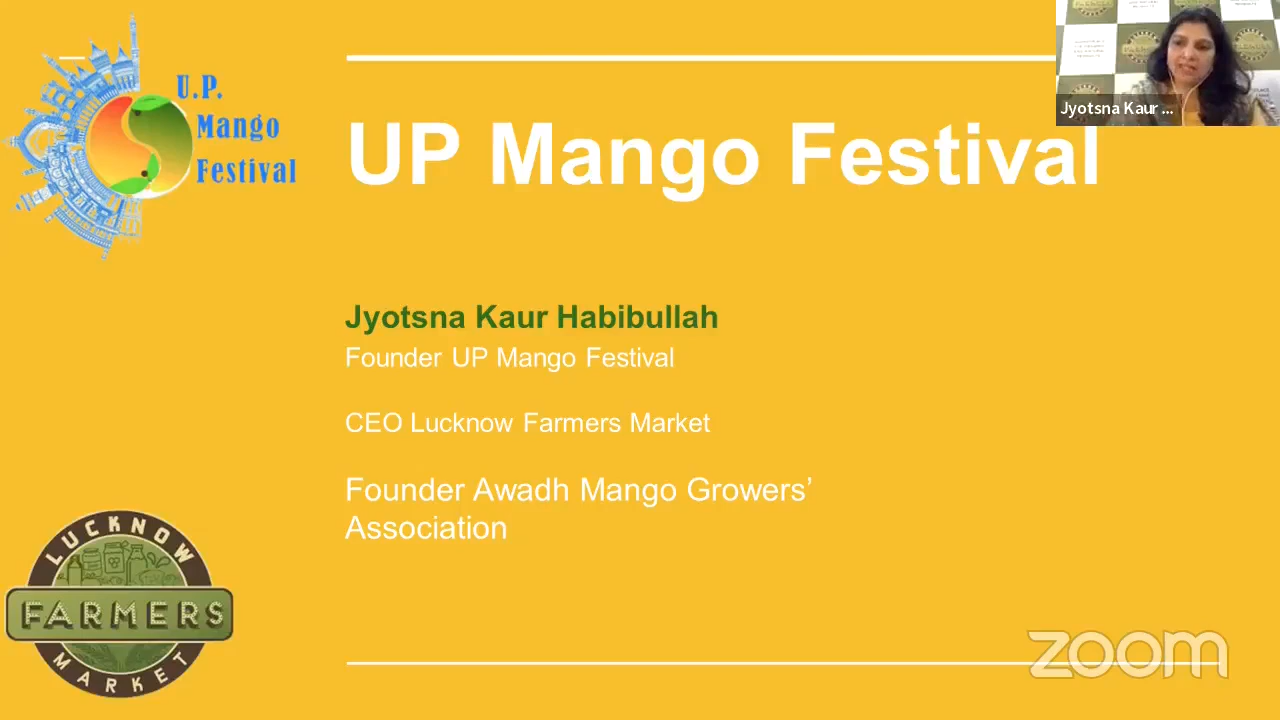 U.P.
Mango
Festival
UP Mango Festival
Jyotsna Kaur ...
Jyotsna Kaur Habibullah
Founder UP Mango Festival
CEO Lucknow Farmers Market
Founder Awadh Mango Growers’
Association
LUCKNOW
FARMERS
MARKET
zoom